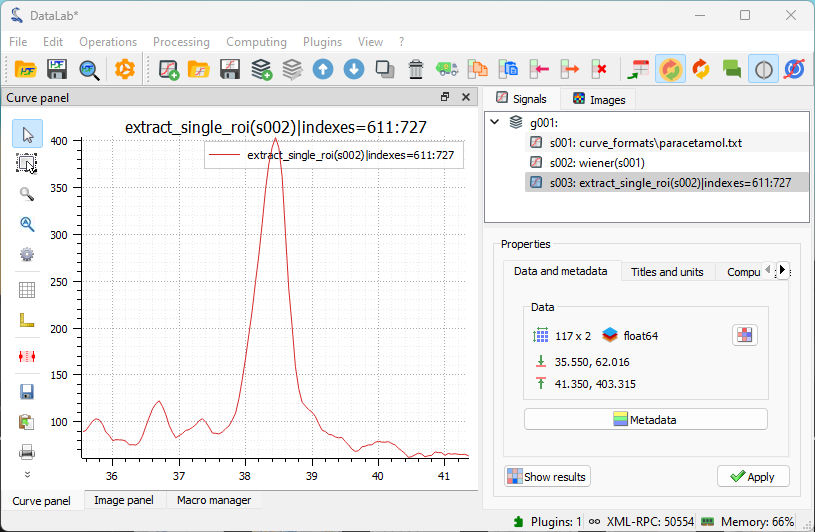 DataLab*
File Edit Operations Processing Computing Plugins View ?
Curve panel
extract_single_roi(s002)|indexes=611:727
extract_single_roi(s002)|indexes=611:727
400
350
300
250
200
150
100
36 37 38 39 40 41
Curve panel Image panel Macro manager
Signals Images
g001:
s001: curve_formats\paracetamol.txt
s002: wiener(s001)
s003: extract_single_roi(s002)|indexes=611:727
Properties
Data and metadata Titles and units Compu
Data
117 x 2 float64
35.550, 62.016
41.350, 403.315
Metadata
Show results Apply
Plugins: 1 XML-RPC: 50554 Memory: 66%